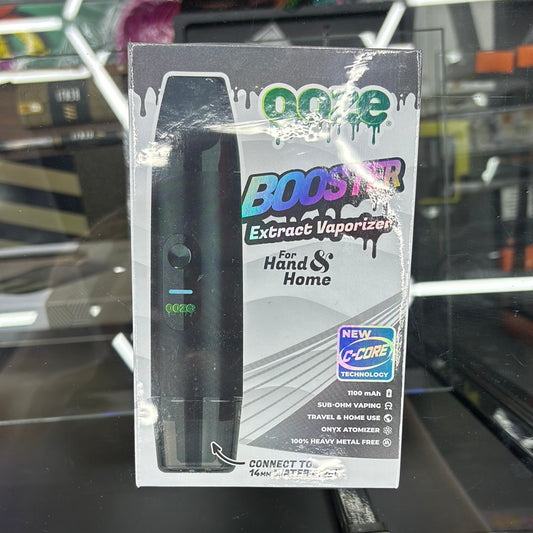 ooze
BOOSTER
Extract Vaporizer
For
Hand &
Home
ooze
NEW
C-CORE
TECHNOLOGY
1100 mAh
SUB-OHM VAPING
TRAVEL & HOME USE
ONYX ATOMIZER
100% HEAVY METAL FREE
CONNECT TO
14MM WATER